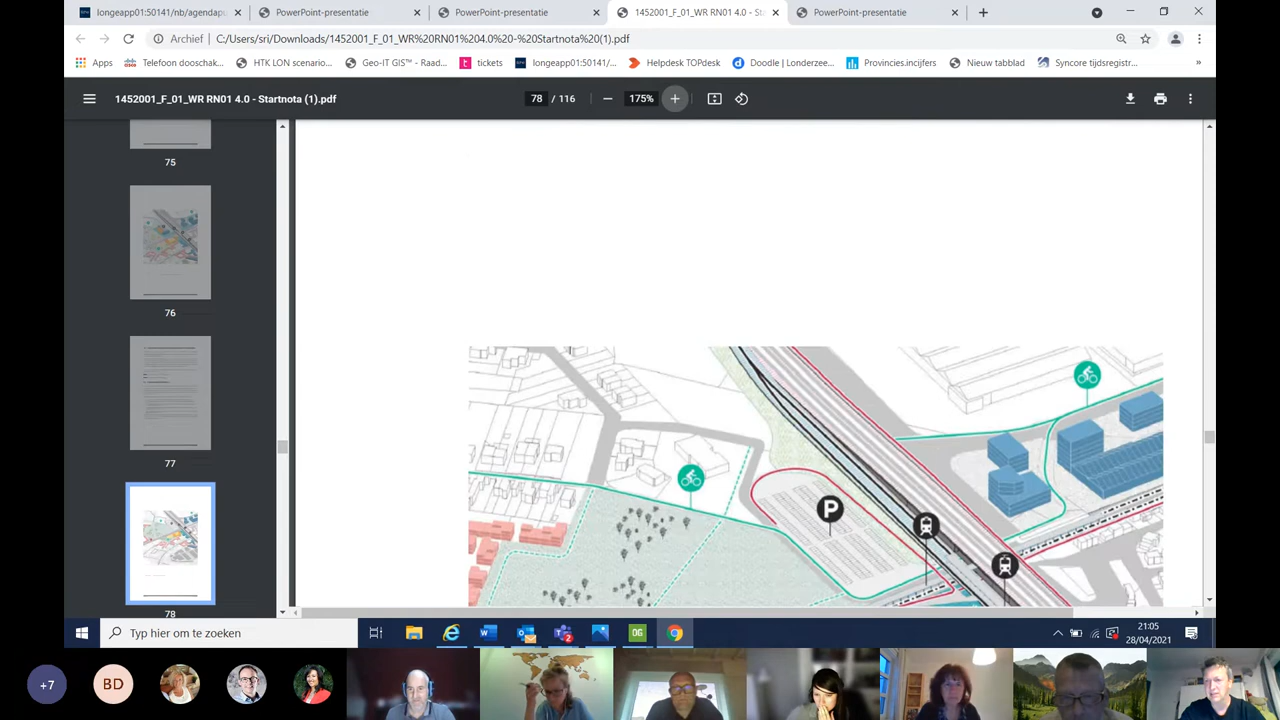 longeapp01:50141/nb/agendapu
PowerPoint-presentatie
PowerPoint-presentatie
1452001_F_01_WR RN01 4.0 - Sta
PowerPoint-presentatie
Archief
C:/Users/sri/Downloads/1452001_F_01_WR%20RN01%204.0%20-%20Startnota%20(1).pdf
Apps
Telefoon dooschak...
HTK LON scenario...
Geo-IT GIS™ - Raad...
tickets
longeapp01:50141/...
Helpdesk TOPdesk
Doodle | Londerzee...
Provincies.incijfers
Nieuw tabblad
Syncore tijdsregistr...
»
1452001_F_01_WR RN01 4.0 - Startnota (1).pdf
78 / 116
175%
75
76
77
78
P
Typ hier om te zoeken
OG
21:05
28/04/2021
+7
BD